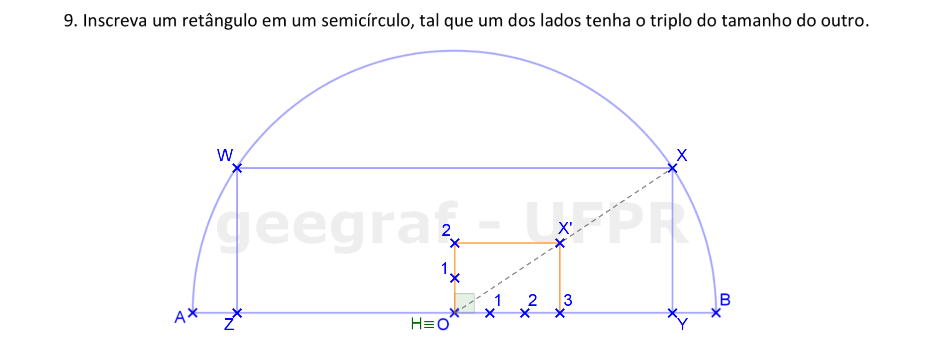 9. Inscreva um retângulo em um semicírculo, tal que um dos lados tenha o triplo do tamanho do outro.
W
X
geegraf - UFPR
2
X'
1
1
2
3
B
A
Z
H≡O
Y